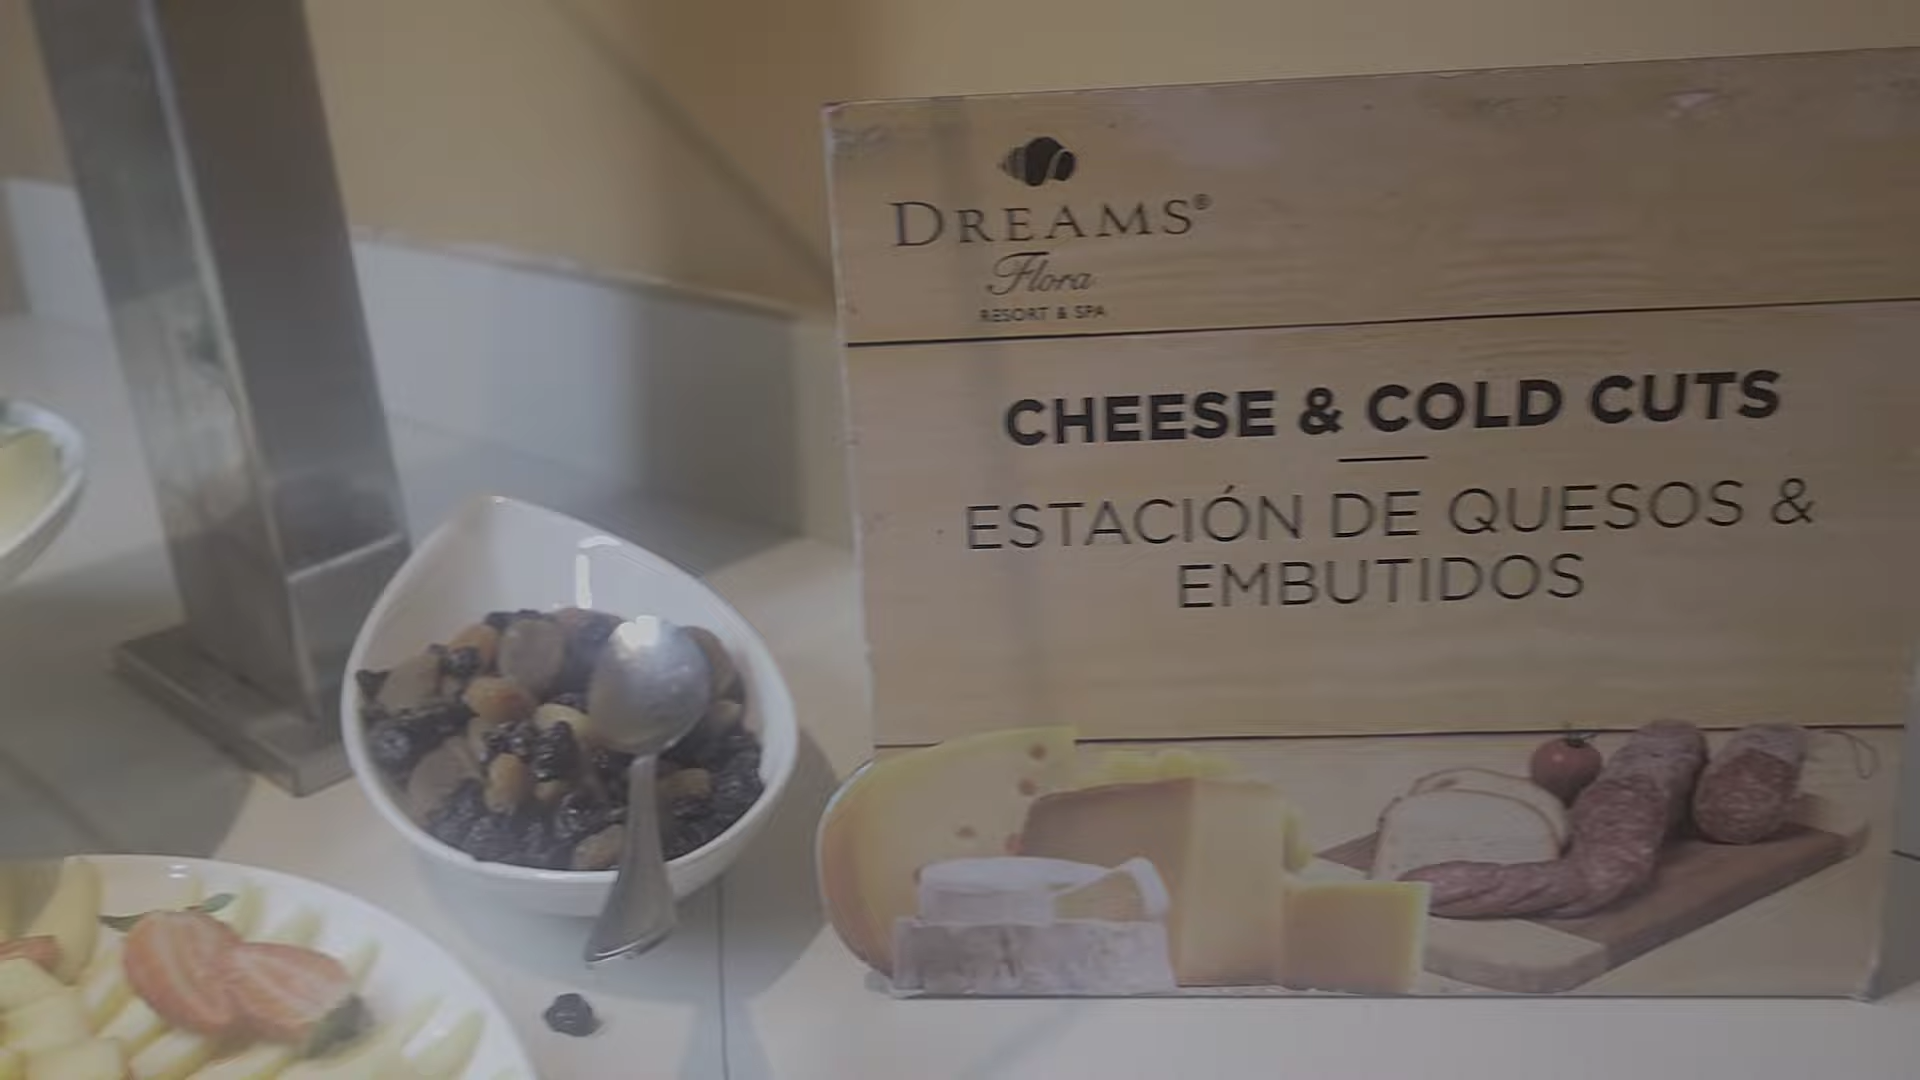 DREAMS®
Flora
RESORT & SPA
CHEESE & COLD CUTS
ESTACIÓN DE QUESOS &
EMBUTIDOS